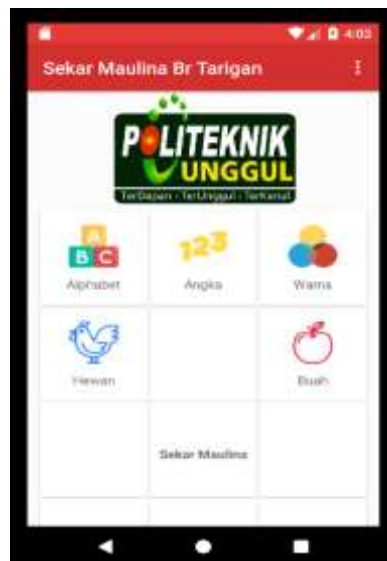 4:03
Sekar Maulina Br Tarigan
POLITEKNIK
UNGGUL
TerDepan - TerUnggul - TerKenal
A
B C
123
Alphabet Angka Warna
Hewan Buah
Sekar Maulina